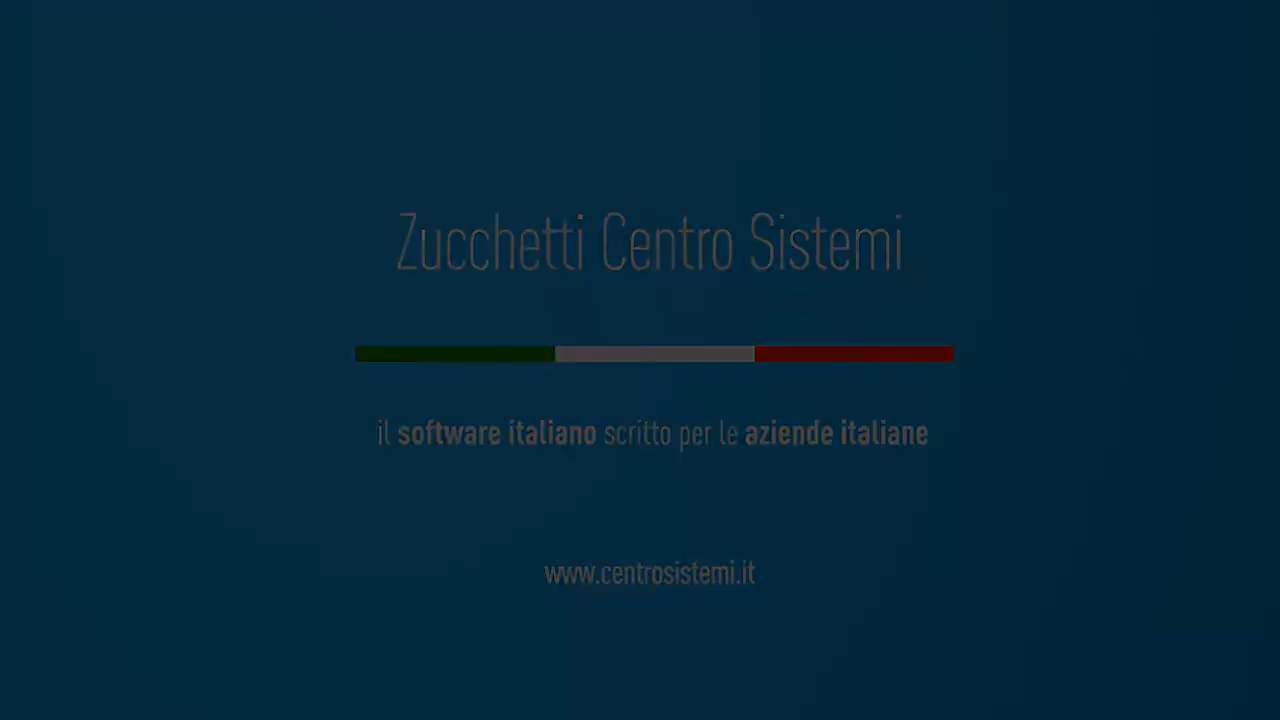 Zucchetti Centro Sistemi
il software italiano scritto per le aziende italiane
www.centrosistemi.it